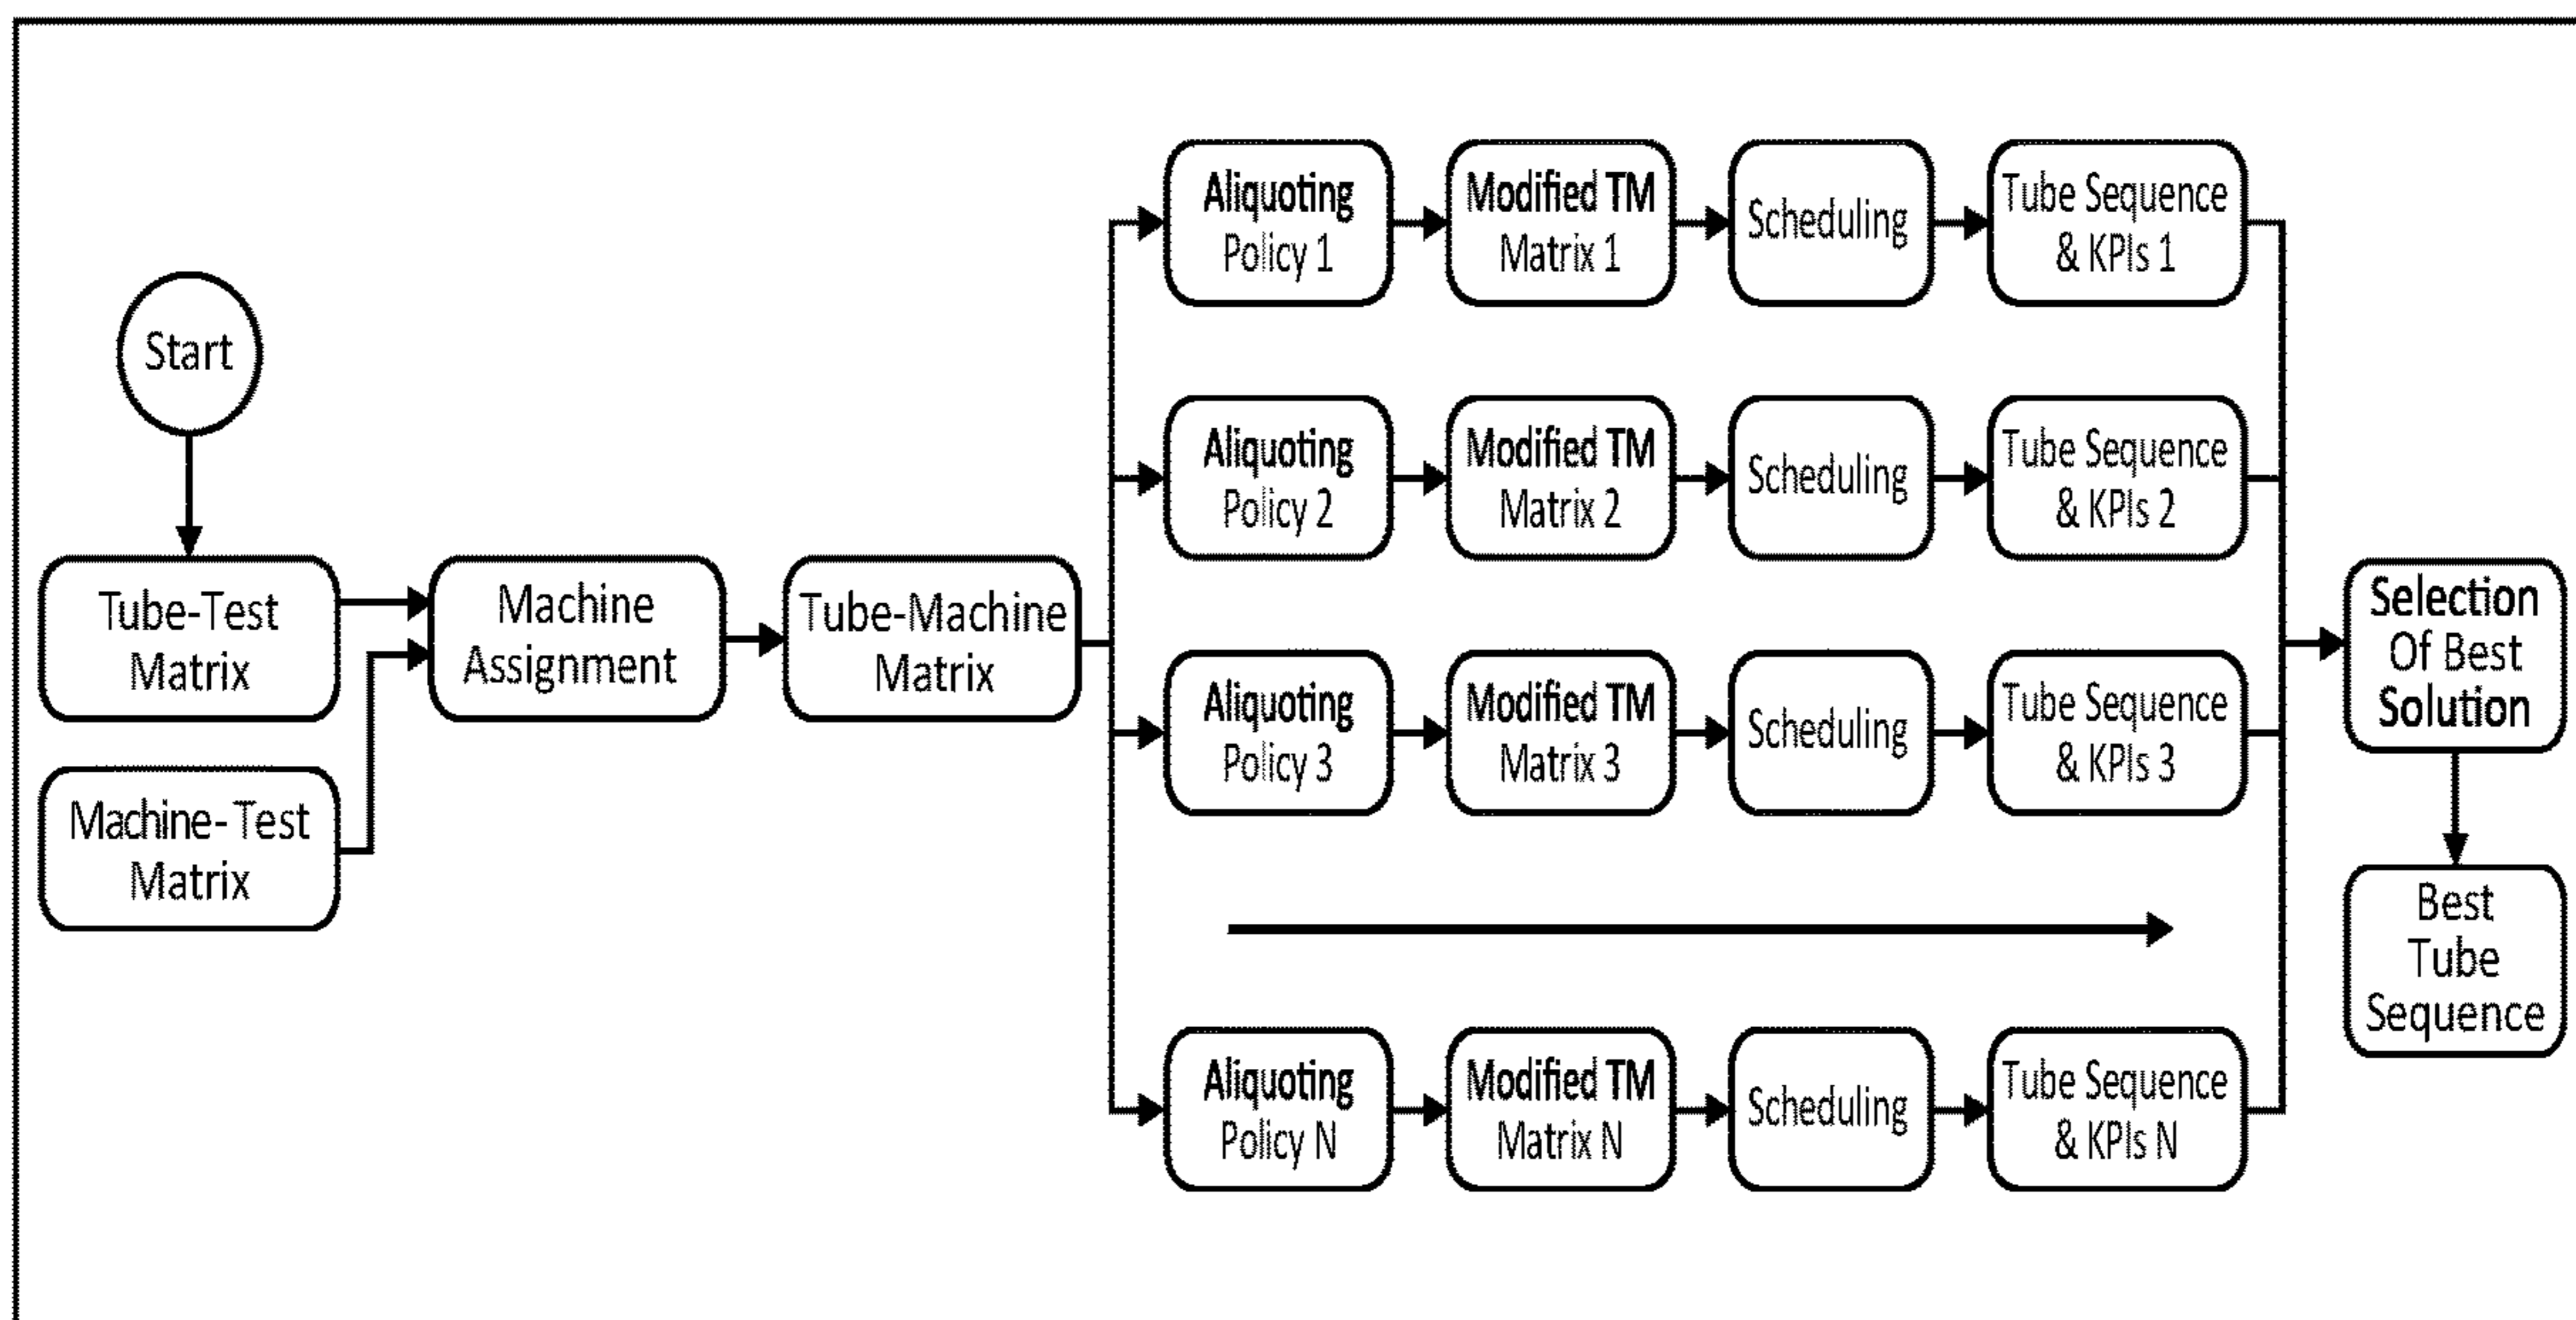 Start
Tube-Test
Matrix
Machine- Test
Matrix
Machine
Assignment
Tube-Machine
Matrix
Aliquoting
Policy 1
Modified TM
Matrix 1
Scheduling
Tube Sequence
& KPIs 1
Aliquoting
Policy 2
Modified TM
Matrix 2
Scheduling
Tube Sequence
& KPIs 2
Aliquoting
Policy 3
Modified TM
Matrix 3
Scheduling
Tube Sequence
& KPIs 3
Aliquoting
Policy N
Modified TM
Matrix N
Scheduling
Tube Sequence
& KPIs N
Selection
Of Best
Solution
Best
Tube
Sequence